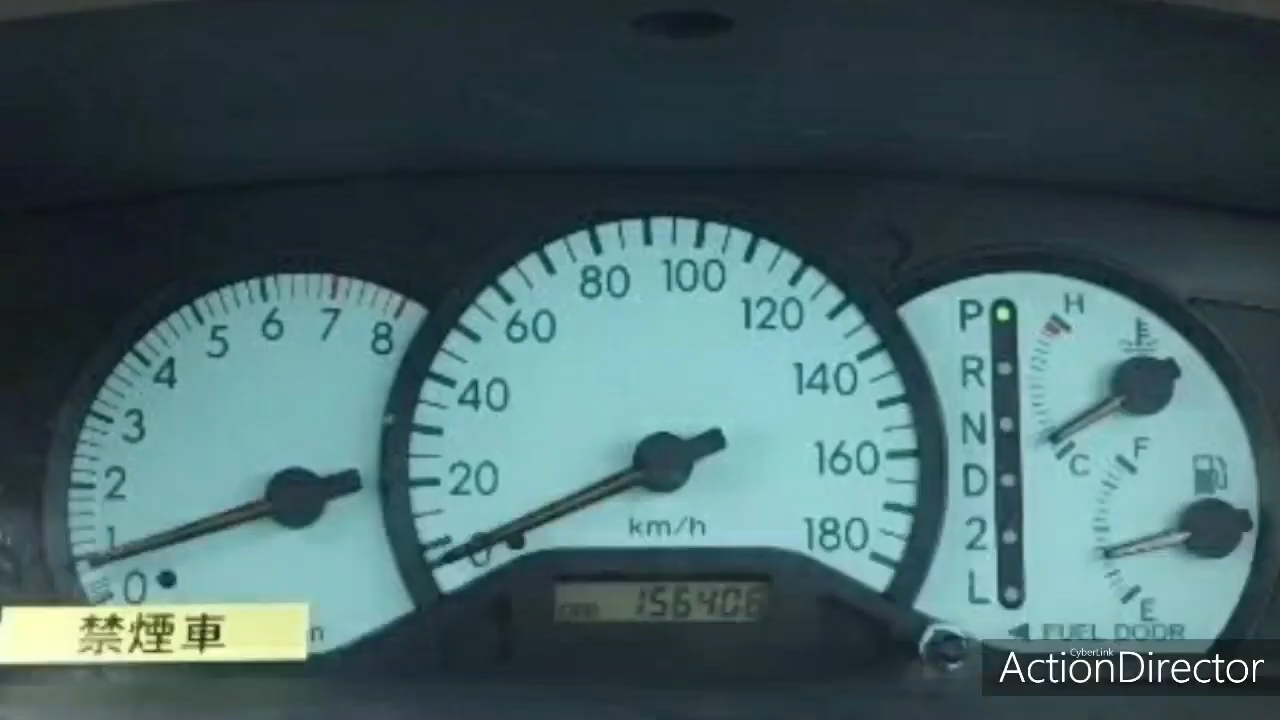 80 100
60 120
40 140
20 160
0 180
km/h
156406
8
7
6
5
4
3
2
1
0
P
R
N
D
2
L
H
C
F
E
◀ FUEL DOOR
禁煙車
CyberLink
ActionDirector